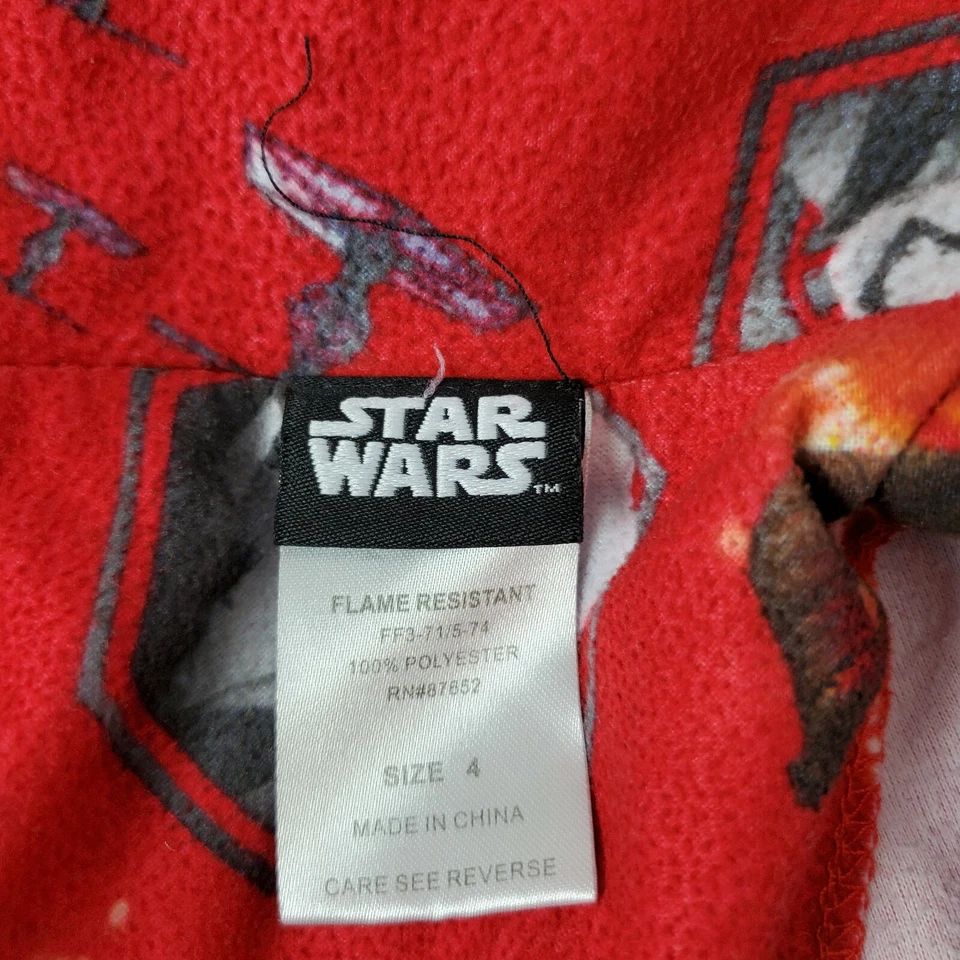 STAR
WARS™
FLAME RESISTANT
FF3-71/5-74
100% POLYESTER
RN#87652
SIZE 4
MADE IN CHINA
CARE SEE REVERSE